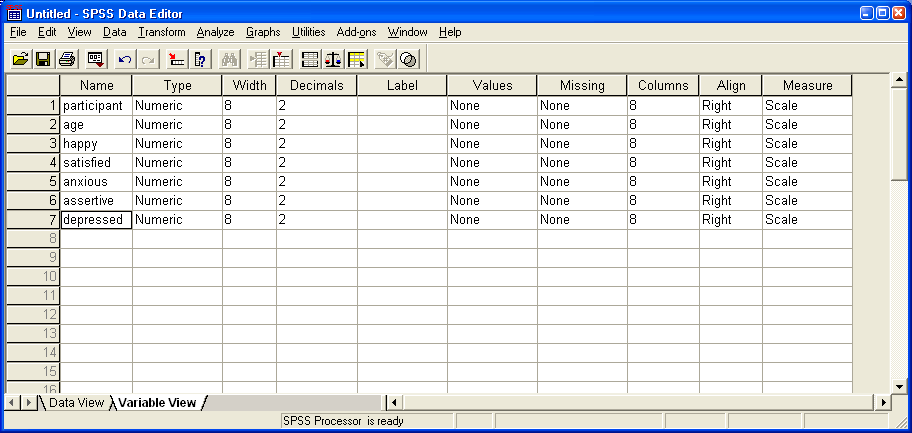 Untitled - SPSS Data Editor
File Edit View Data Transform Analyze Graphs Utilities Add-ons Window Help
Name Type Width Decimals Label Values Missing Columns Align Measure
1 participant Numeric 8 2 None None 8 Right Scale
2 age Numeric 8 2 None None 8 Right Scale
3 happy Numeric 8 2 None None 8 Right Scale
4 satisfied Numeric 8 2 None None 8 Right Scale
5 anxious Numeric 8 2 None None 8 Right Scale
6 assertive Numeric 8 2 None None 8 Right Scale
7 depressed Numeric 8 2 None None 8 Right Scale
8
9
10
11
12
13
14
15
16
Data View Variable View
SPSS Processor is ready